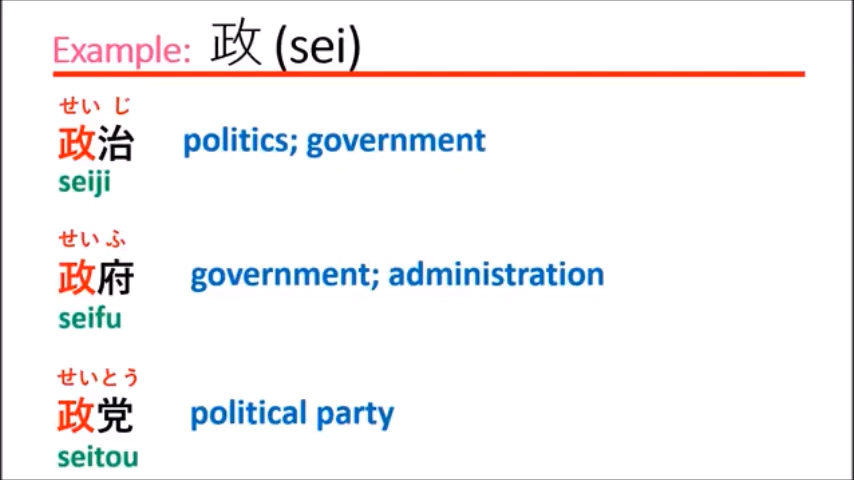 Example: 政 (sei)
せい じ
政治 politics; government
seiji
せい ふ
政府 government; administration
seifu
せいとう
政党 political party
seitou